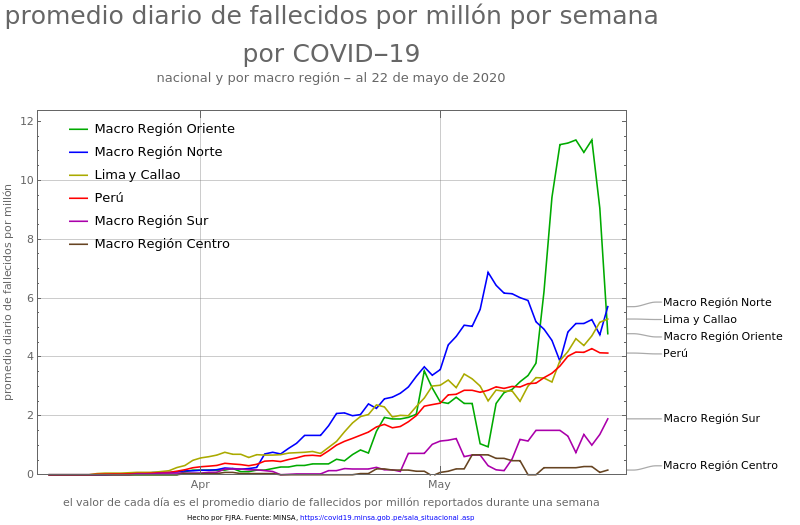 promedio diario de fallecidos por millón por semana
por COVID−19
nacional y por macro región − al 22 de mayo de 2020
promedio diario de fallecidos por millón
12
10
8
6
4
2
0
Macro Región Oriente
Macro Región Norte
Lima y Callao
Perú
Macro Región Sur
Macro Región Centro
Macro Región Norte
Lima y Callao
Macro Región Oriente
Perú
Macro Región Sur
Macro Región Centro
Apr
May
el valor de cada día es el promedio diario de fallecidos por millón reportados durante una semana
Hecho por FJRA. Fuente: MINSA, https://covid19.minsa.gob.pe/sala_situacional.asp